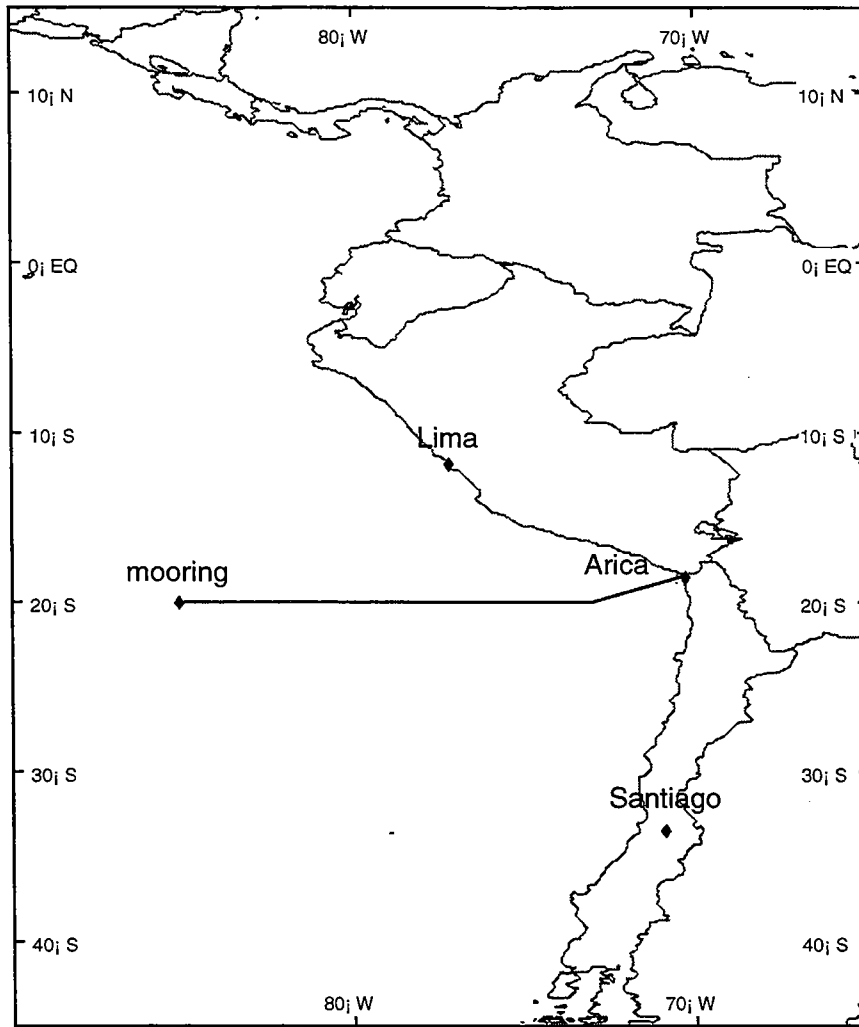 80¡ W 70¡ W
10¡ N 10¡ N
0¡ EQ 0¡ EQ
Lima
10¡ S 10¡ S
mooring Arica
20¡ S 20¡ S
30¡ S 30¡ S
Santiago
40¡ S 40¡ S
80¡ W 70¡ W